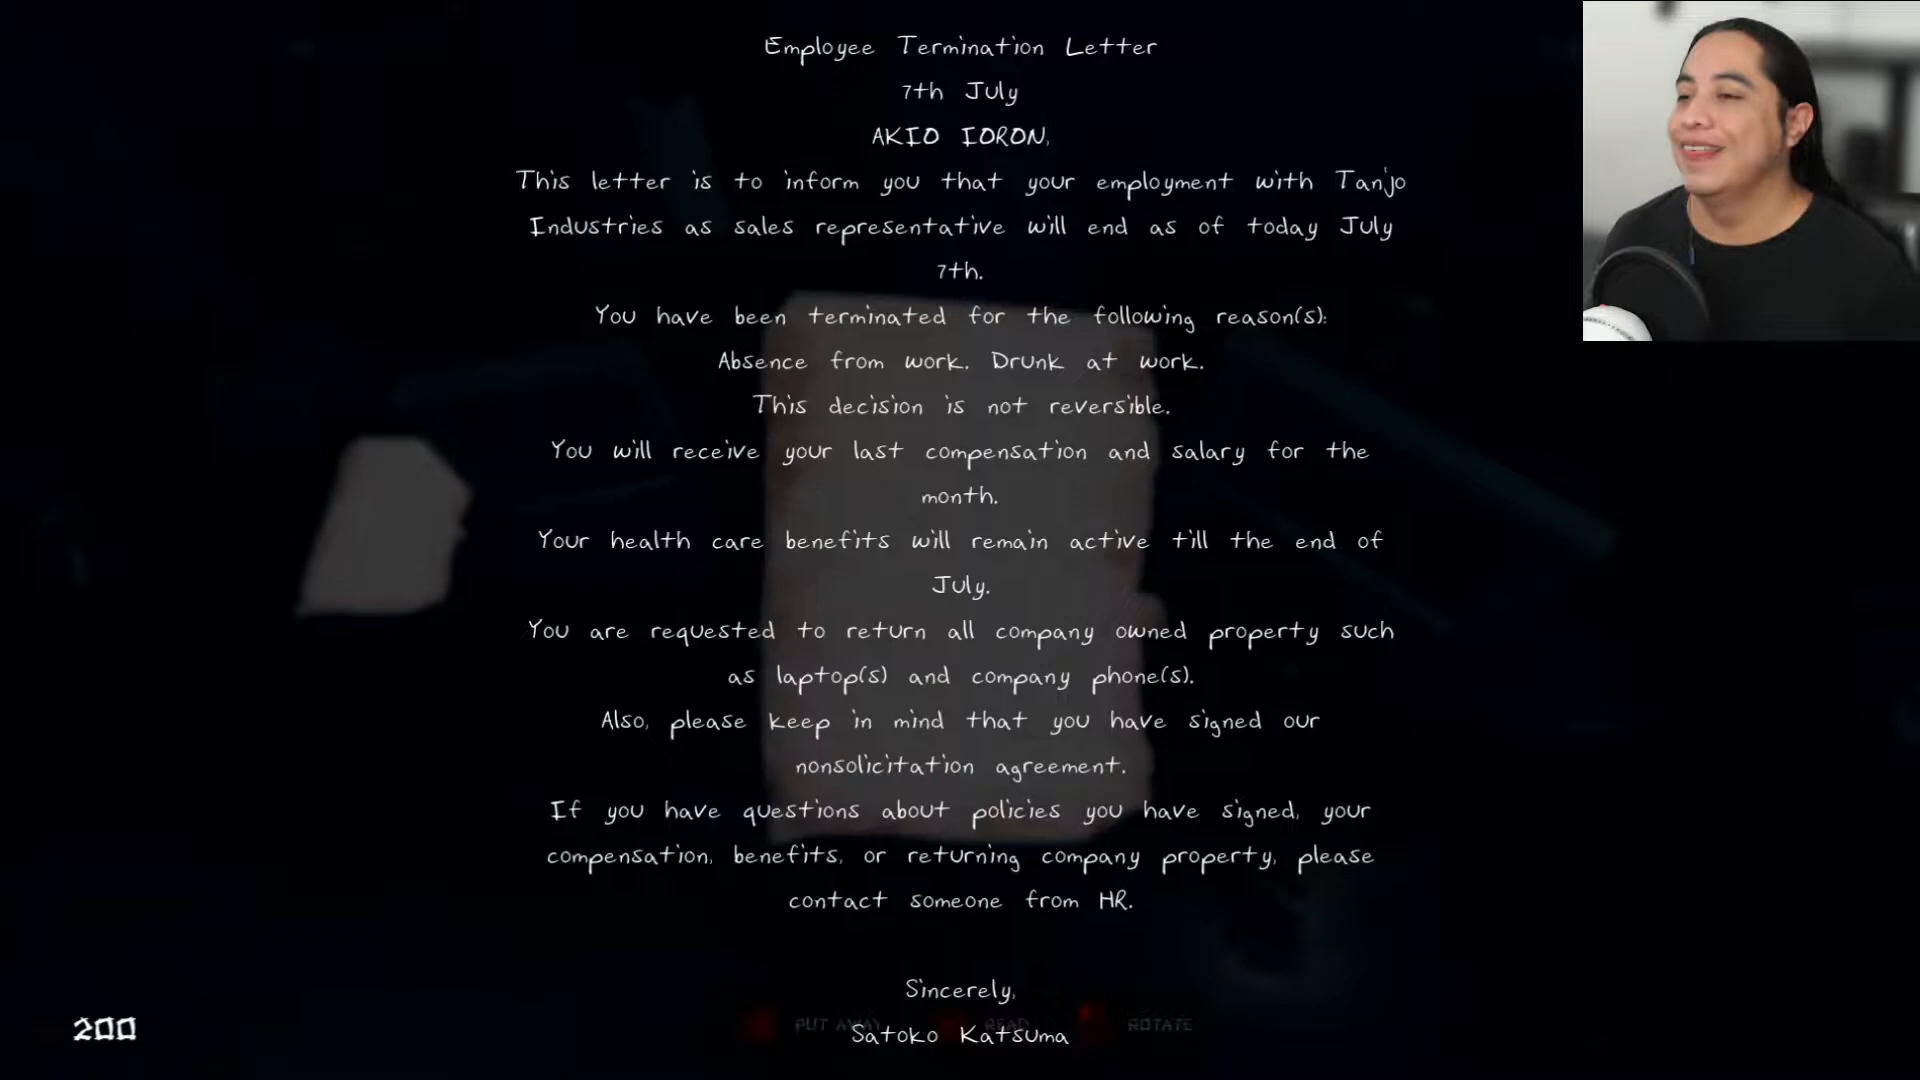 Employee Termination Letter
7th July
AKIO IORON,
This letter is to inform you that your employment with Tanjo
Industries as sales representative will end as of today July
7th.
You have been terminated for the following reason(s):
Absence from work. Drunk at work.
This decision is not reversible.
You will receive your last compensation and salary for the
month.
Your health care benefits will remain active till the end of
July.
You are requested to return all company owned property such
as laptop(s) and company phone(s).
Also, please keep in mind that you have signed our
nonsolicitation agreement.
If you have questions about policies you have signed, your
compensation, benefits, or returning company property, please
contact someone from HR.
Sincerely,
Satoko Katsuma
PUT AWAY READ ROTATE
200